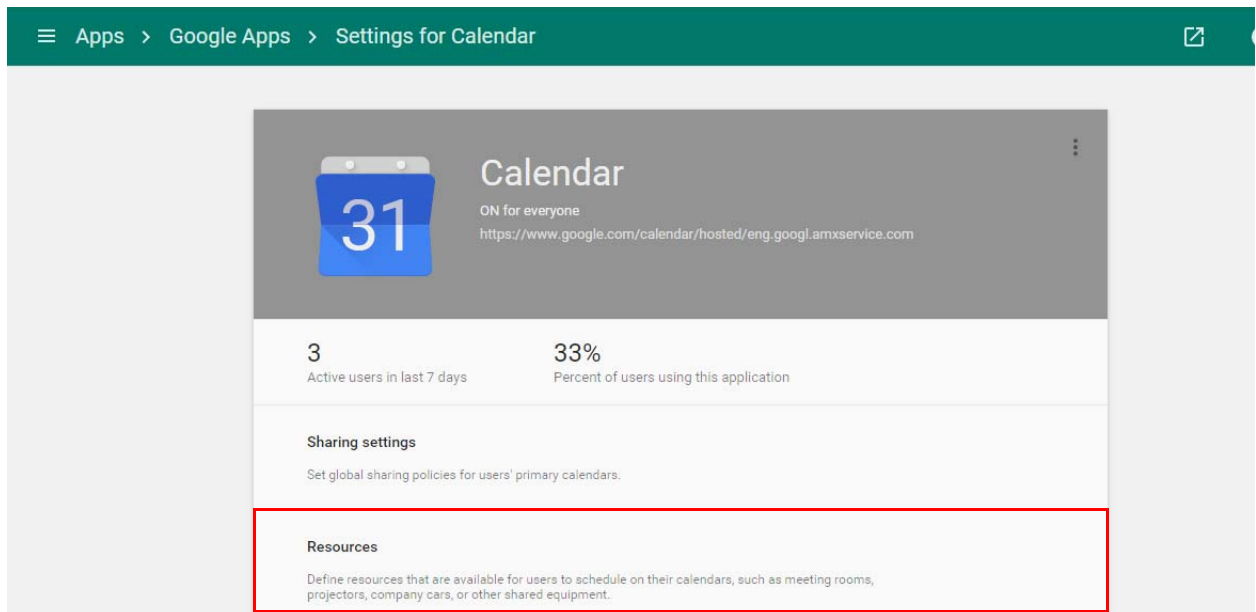 Apps > Google Apps > Settings for Calendar
31
Calendar
ON for everyone
https://www.google.com/calendar/hosted/eng.googl.amxservice.com
3
Active users in last 7 days
33%
Percent of users using this application
Sharing settings
Set global sharing policies for users' primary calendars.
Resources
Define resources that are available for users to schedule on their calendars, such as meeting rooms,
projectors, company cars, or other shared equipment.